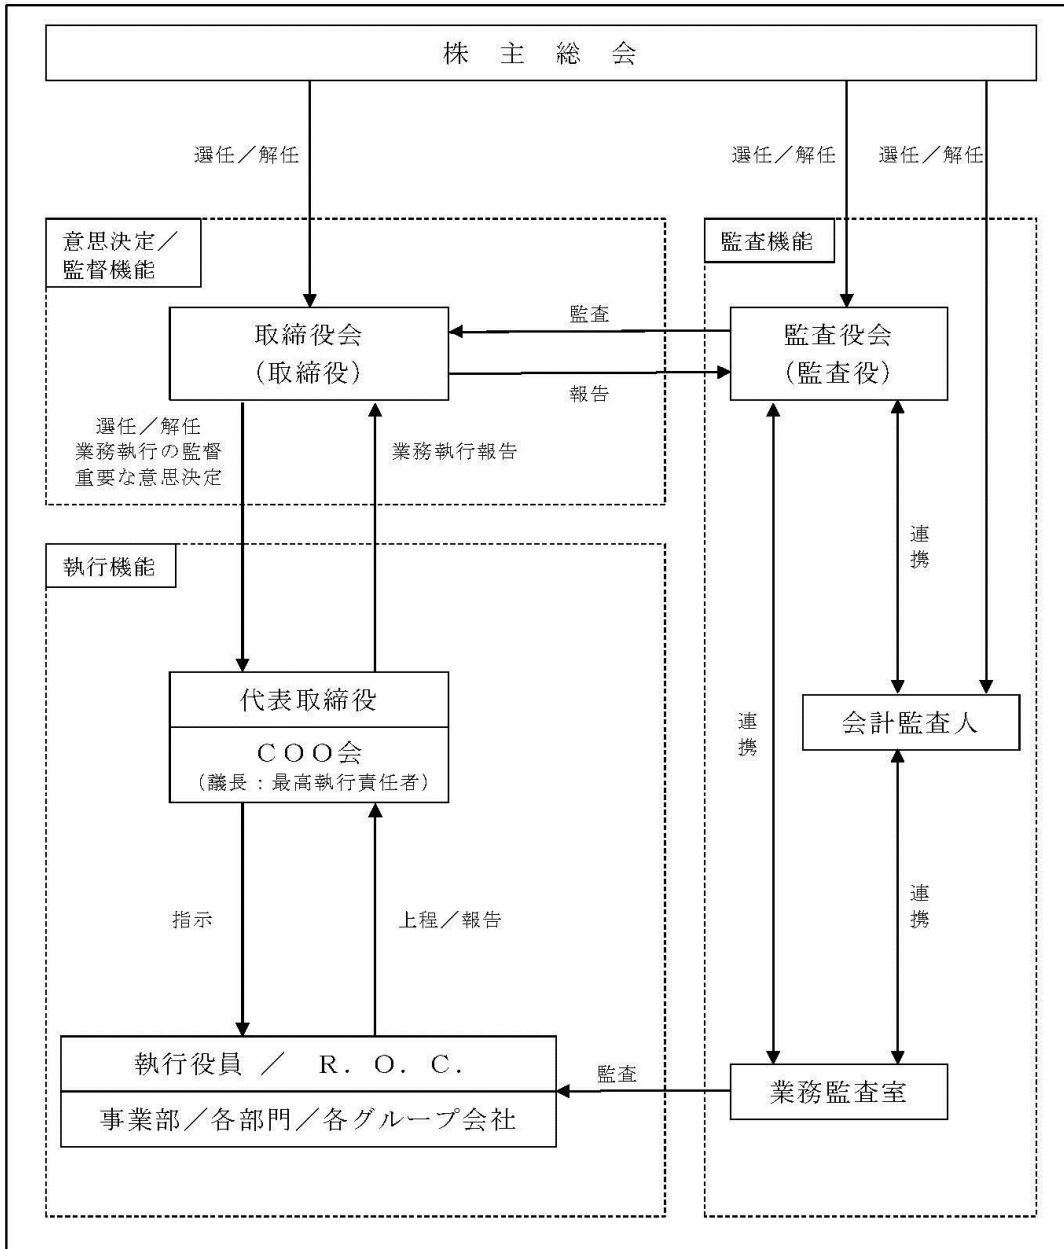 株 主 総 会
選任／解任
選任／解任
選任／解任
意思決定／
監督機能
監査機能
取締役会
（取締役）
監査
報告
監査役会
（監査役）
選任／解任
業務執行の監督
重要な意思決定
業務執行報告
連
携
執行機能
代表取締役
ＣＯＯ会
（議長：最高執行責任者）
連
携
会計監査人
指示
上程／報告
連
携
執行役員 ／ Ｒ．Ｏ．Ｃ．
事業部／各部門／各グループ会社
監査
業務監査室